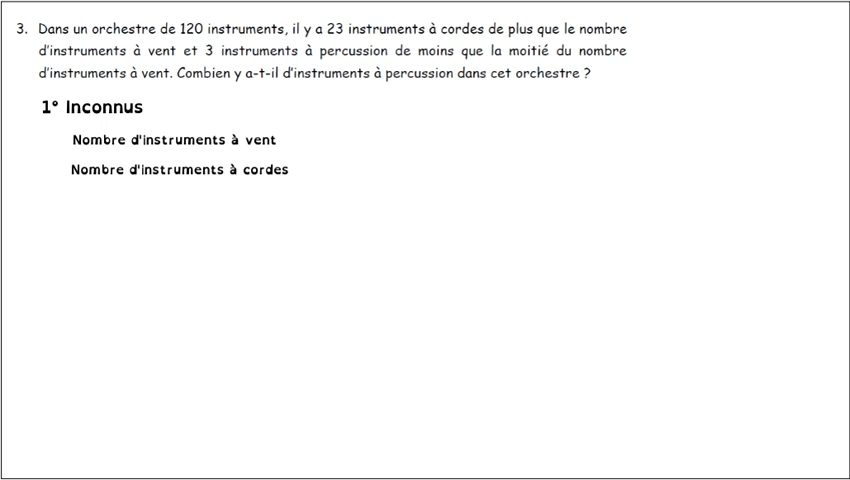 3. Dans un orchestre de 120 instruments, il y a 23 instruments à cordes de plus que le nombre
d'instruments à vent et 3 instruments à percussion de moins que la moitié du nombre
d'instruments à vent. Combien y a-t-il d'instruments à percussion dans cet orchestre ?
1° Inconnus
Nombre d'instruments à vent
Nombre d'instruments à cordes